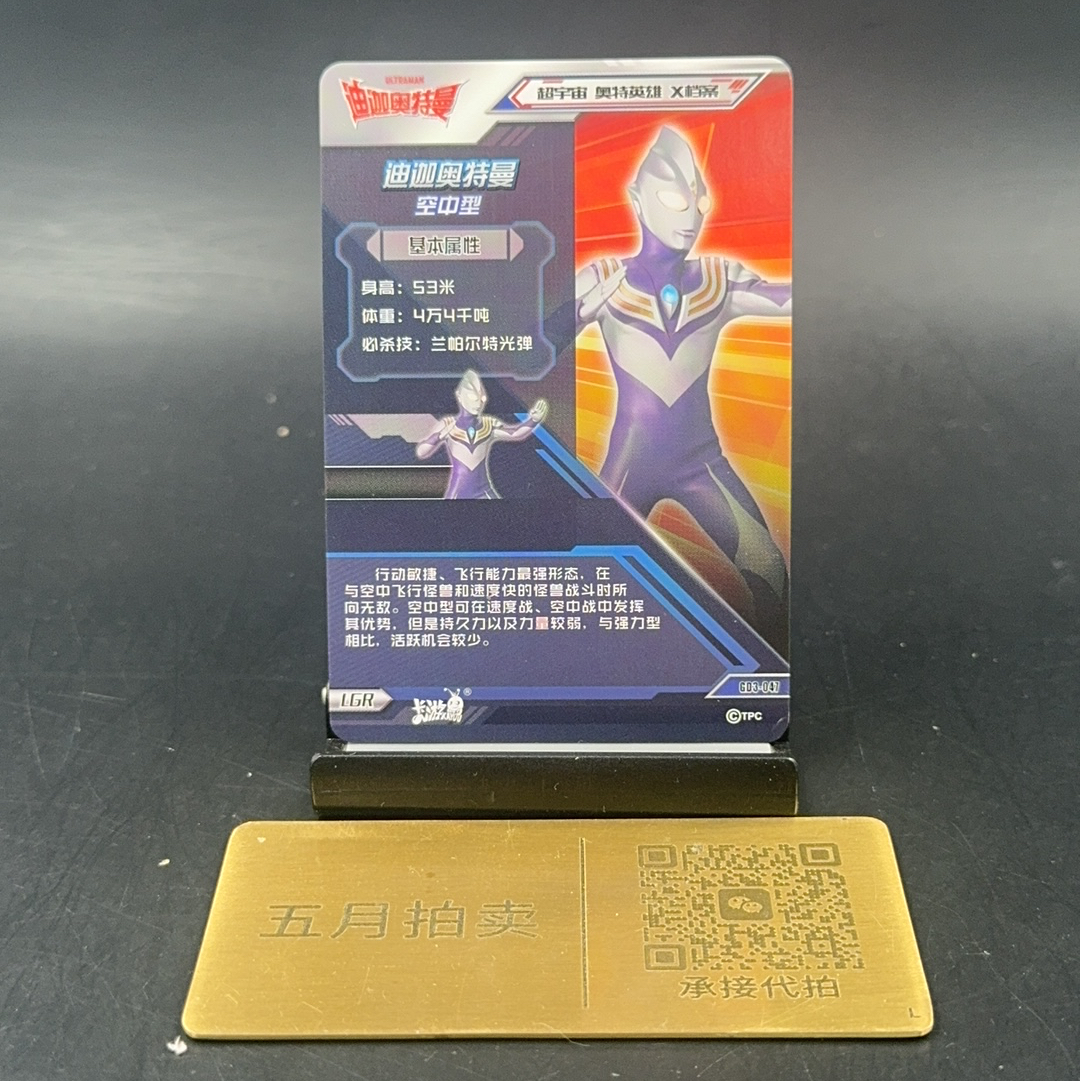 ULTRAMAN
迪迦奥特曼
超宇宙 奥特英雄 X档案
迪迦奥特曼
空中型
基本属性
身高：53米
体重：4万4千吨
必杀技：兰帕尔特光弹
行动敏捷、飞行能力最强形态，在
与空中飞行怪兽和速度快的怪兽战斗时所
向无敌。空中型可在速度战、空中战中发挥
其优势，但是持久力以及力量较弱，与强力型
相比，活跃机会较少。
GD3-047
LGR
卡游®
©TPC
五月拍卖
承接代拍
L